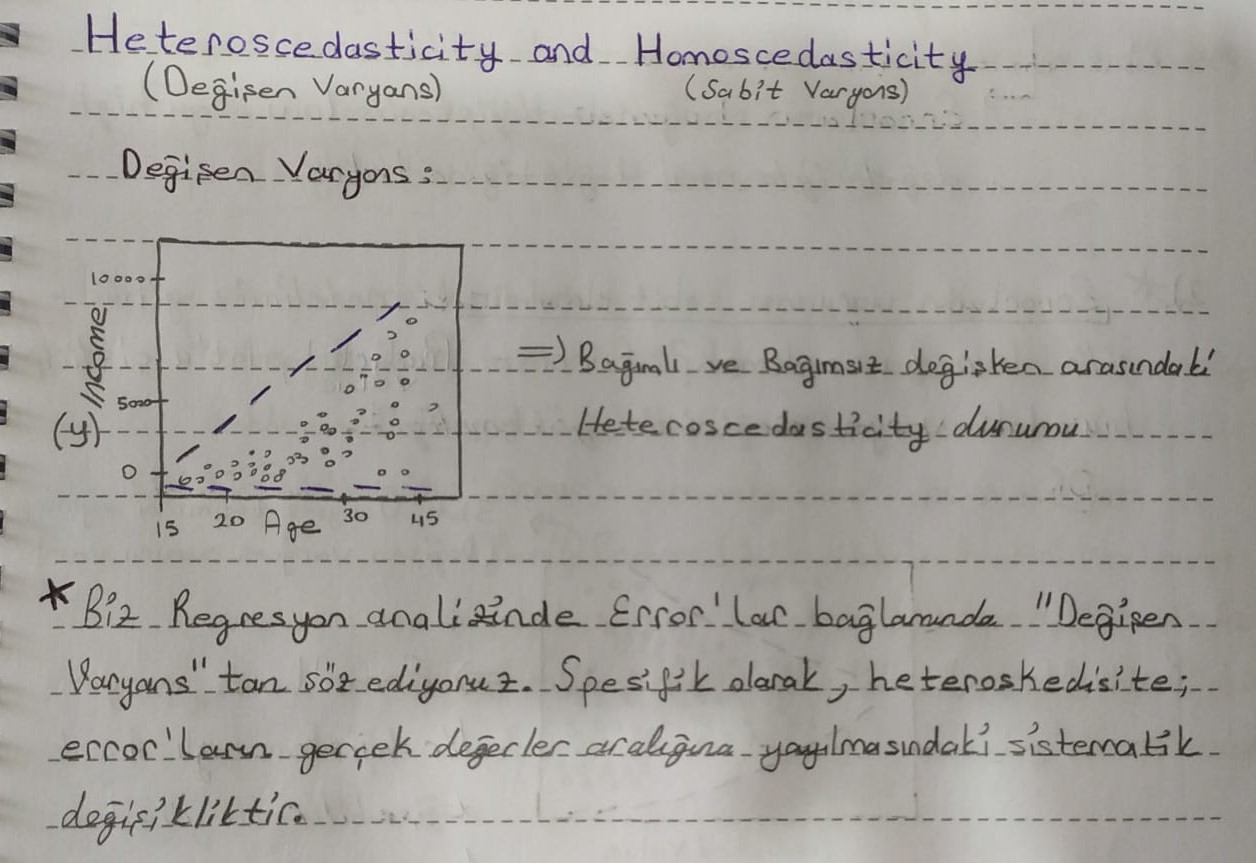 Heteroscedasticity and Homoscedasticity
(Değişen Varyans) (Sabit Varyans)
Değişen Varyans:
10000
5000
0
(y) Income
15 20 Age 30 45
=> Bağımlı ve Bağımsız değişken arasındaki
Heteroscedasticity durumu
* Biz Regresyon analizinde Error'lar bağlamında "Değişen
Varyans" tan söz ediyoruz. Spesifik olarak, heteroskedisite;
error'ların gerçek değerler aralığına yayılmasındaki sistematik
değişikliktir.